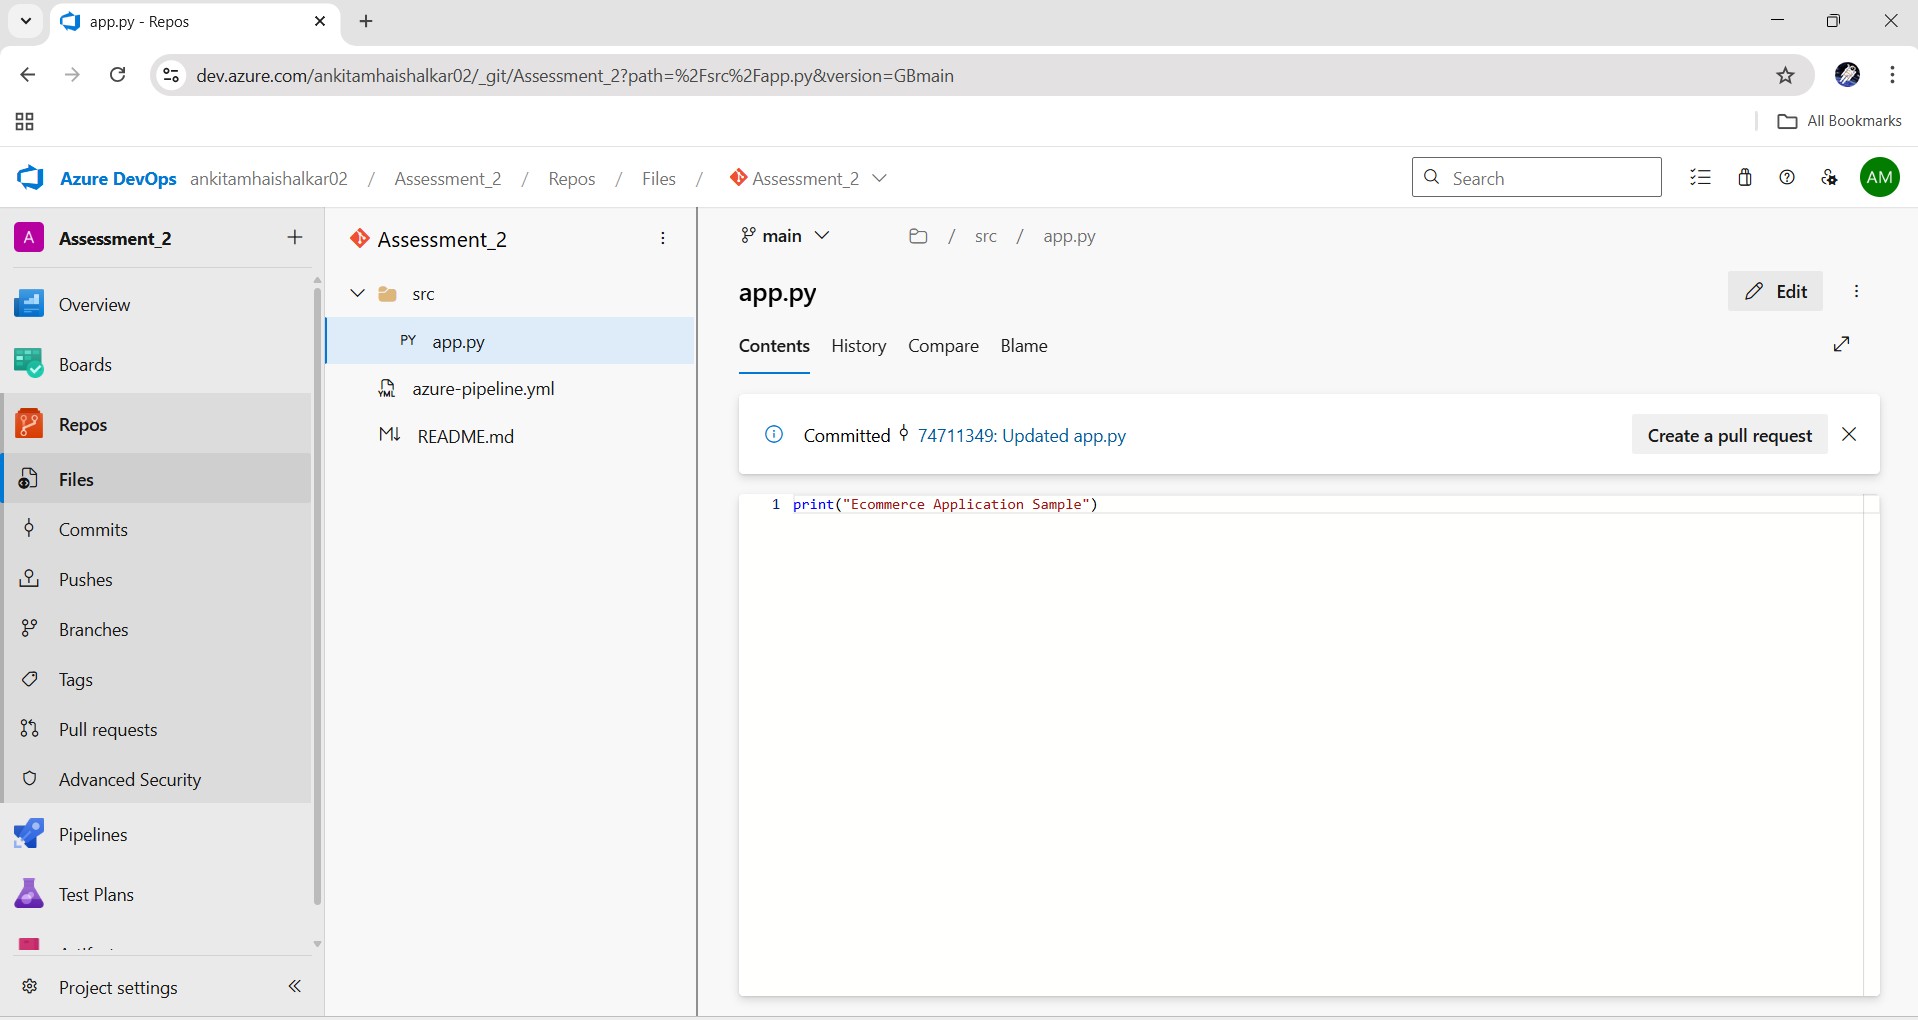 app.py - Repos
dev.azure.com/ankitamhaishalkar02/_git/Assessment_2?path=%2Fsrc%2Fapp.py&version=GBmain
All Bookmarks
Azure DevOps ankitamhaishalkar02 / Assessment_2 / Repos / Files / Assessment_2
Search
AM
A Assessment_2
Overview
Boards
Repos
Files
Commits
Pushes
Branches
Tags
Pull requests
Advanced Security
Pipelines
Test Plans
Project settings
Assessment_2
src
PY app.py
YML azure-pipeline.yml
M↓ README.md
main / src / app.py
app.py
Edit
Contents History Compare Blame
Committed 74711349: Updated app.py
Create a pull request
1 print("Ecommerce Application Sample")